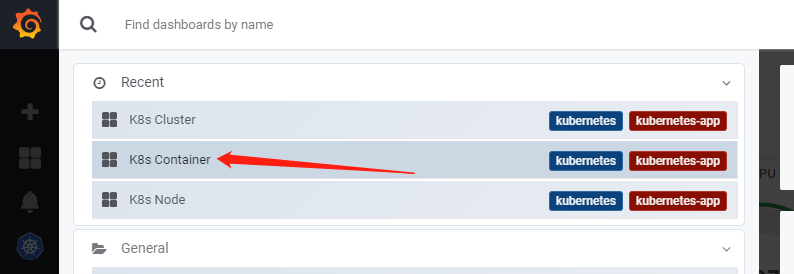 Find dashboards by name
Recent
K8s Cluster kubernetes kubernetes-app
K8s Container kubernetes kubernetes-app
K8s Node kubernetes kubernetes-app
PU
General